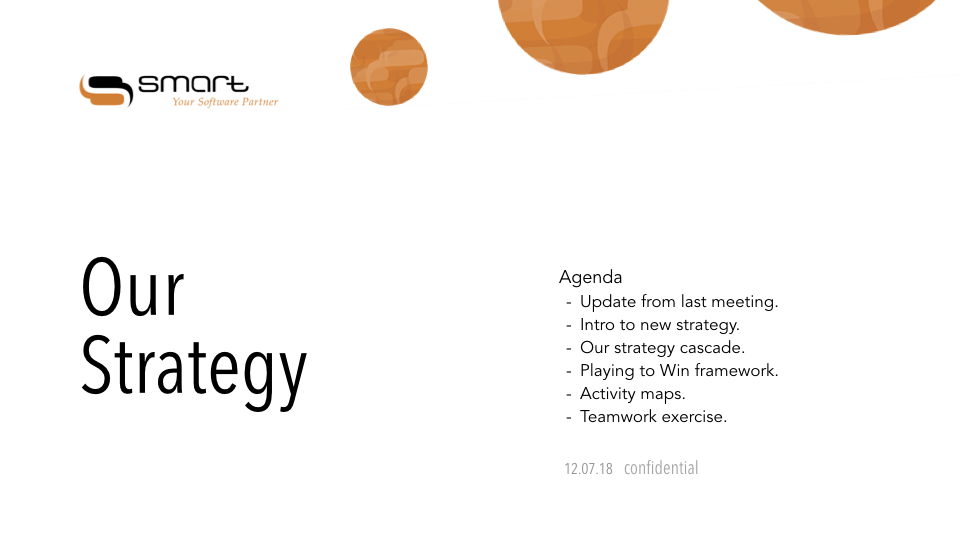 smart
Your Software Partner
Our
Strategy
Agenda
- Update from last meeting.
- Intro to new strategy.
- Our strategy cascade.
- Playing to Win framework.
- Activity maps.
- Teamwork exercise.
12.07.18 confidential